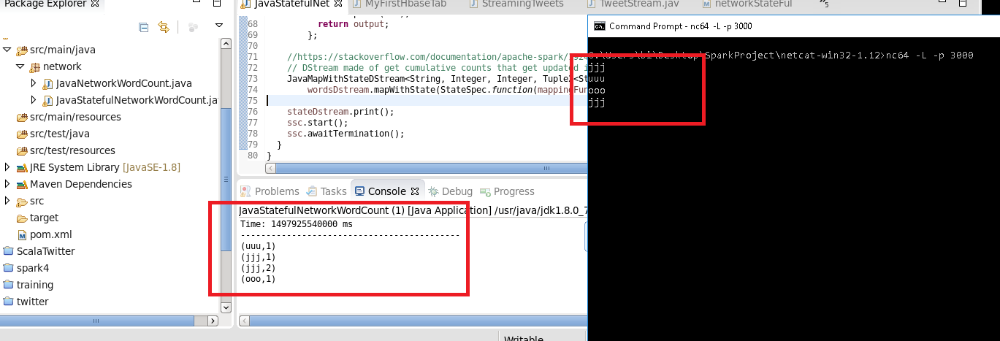 Package Explorer
JavaStatefulNet
MyFirstHbaseTab
StreamingTweets
TweetStream.jav
networkStateFul
5
Command Prompt - nc64 -L -p 3000
src/main/java
network
JavaNetworkWordCount.java
JavaStatefulNetworkWordCount.ja
src/main/resources
src/test/java
src/test/resources
JRE System Library [JavaSE-1.8]
Maven Dependencies
src
target
pom.xml
ScalaTwitter
spark4
training
twitter
68 return output;
69 };
70
71 //https://stackoverflow.com/documentation/apache-spark/
72 // DStream made of get cumulative counts that get updated i
73 JavaMapWithStateDStream<String, Integer, Integer, Tuple2<St
74 wordsDstream.mapWithState(StateSpec.function(mappingFun
75
76 stateDstream.print();
77 ssc.start();
78 ssc.awaitTermination();
79 }
80 }
:\Users\bi\Desktop\SparkProject\netcat-win32-1.12>nc64 -L -p 3000
jjj
uuu
ooo
jjj
Problems
Tasks
Console
Debug
Progress
JavaStatefulNetworkWordCount (1) [Java Application] /usr/java/jdk1.8.0_7
Time: 1497925540000 ms
-------------------------------------------
(uuu,1)
(jjj,1)
(jjj,2)
(ooo,1)
Writable